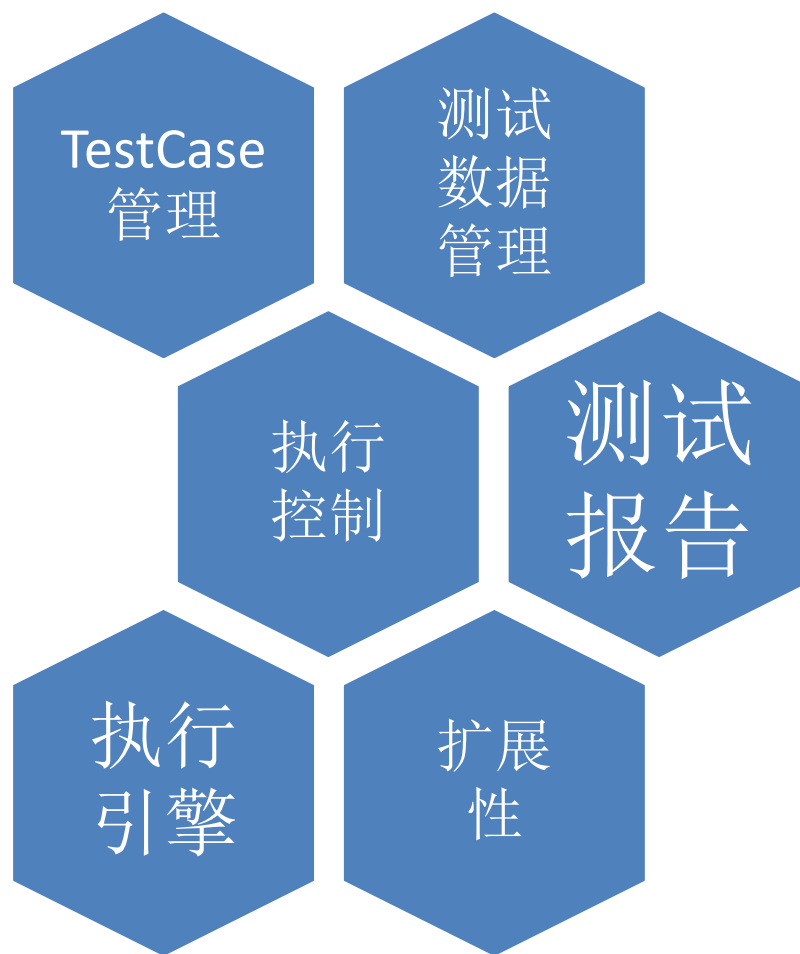 TestCase
管理
测试
数据
管理
执行
控制
测试
报告
执行
引擎
扩展
性